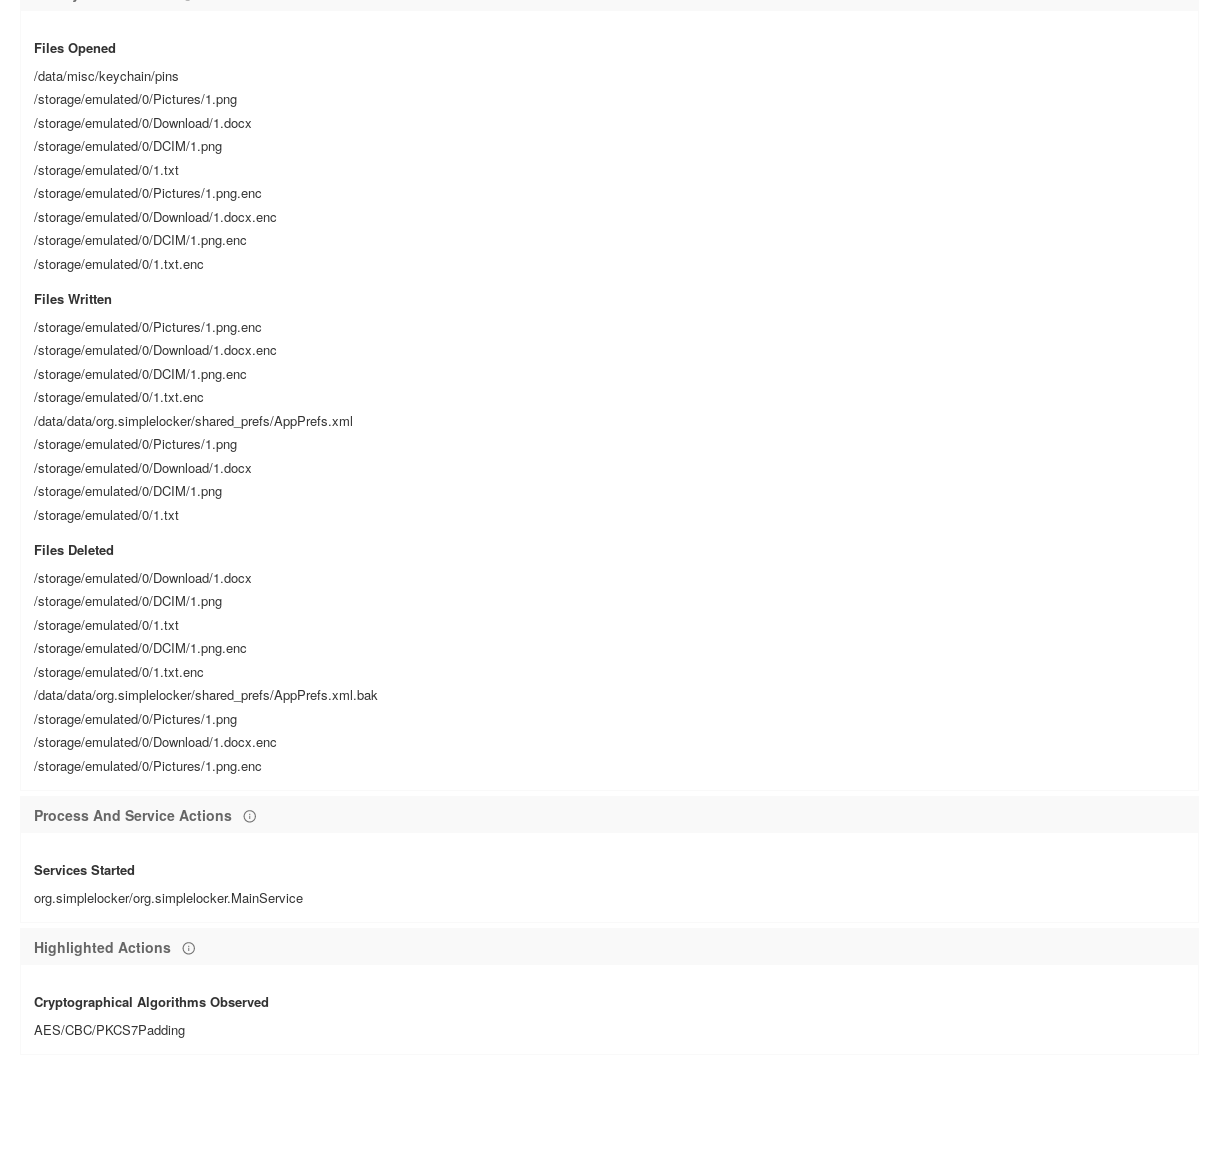 Files Opened
/data/misc/keychain/pins
/storage/emulated/0/Pictures/1.png
/storage/emulated/0/Download/1.docx
/storage/emulated/0/DCIM/1.png
/storage/emulated/0/1.txt
/storage/emulated/0/Pictures/1.png.enc
/storage/emulated/0/Download/1.docx.enc
/storage/emulated/0/DCIM/1.png.enc
/storage/emulated/0/1.txt.enc
Files Written
/storage/emulated/0/Pictures/1.png.enc
/storage/emulated/0/Download/1.docx.enc
/storage/emulated/0/DCIM/1.png.enc
/storage/emulated/0/1.txt.enc
/data/data/org.simplelocker/shared_prefs/AppPrefs.xml
/storage/emulated/0/Pictures/1.png
/storage/emulated/0/Download/1.docx
/storage/emulated/0/DCIM/1.png
/storage/emulated/0/1.txt
Files Deleted
/storage/emulated/0/Download/1.docx
/storage/emulated/0/DCIM/1.png
/storage/emulated/0/1.txt
/storage/emulated/0/DCIM/1.png.enc
/storage/emulated/0/1.txt.enc
/data/data/org.simplelocker/shared_prefs/AppPrefs.xml.bak
/storage/emulated/0/Pictures/1.png
/storage/emulated/0/Download/1.docx.enc
/storage/emulated/0/Pictures/1.png.enc
Process And Service Actions
Services Started
org.simplelocker/org.simplelocker.MainService
Highlighted Actions
Cryptographical Algorithms Observed
AES/CBC/PKCS7Padding